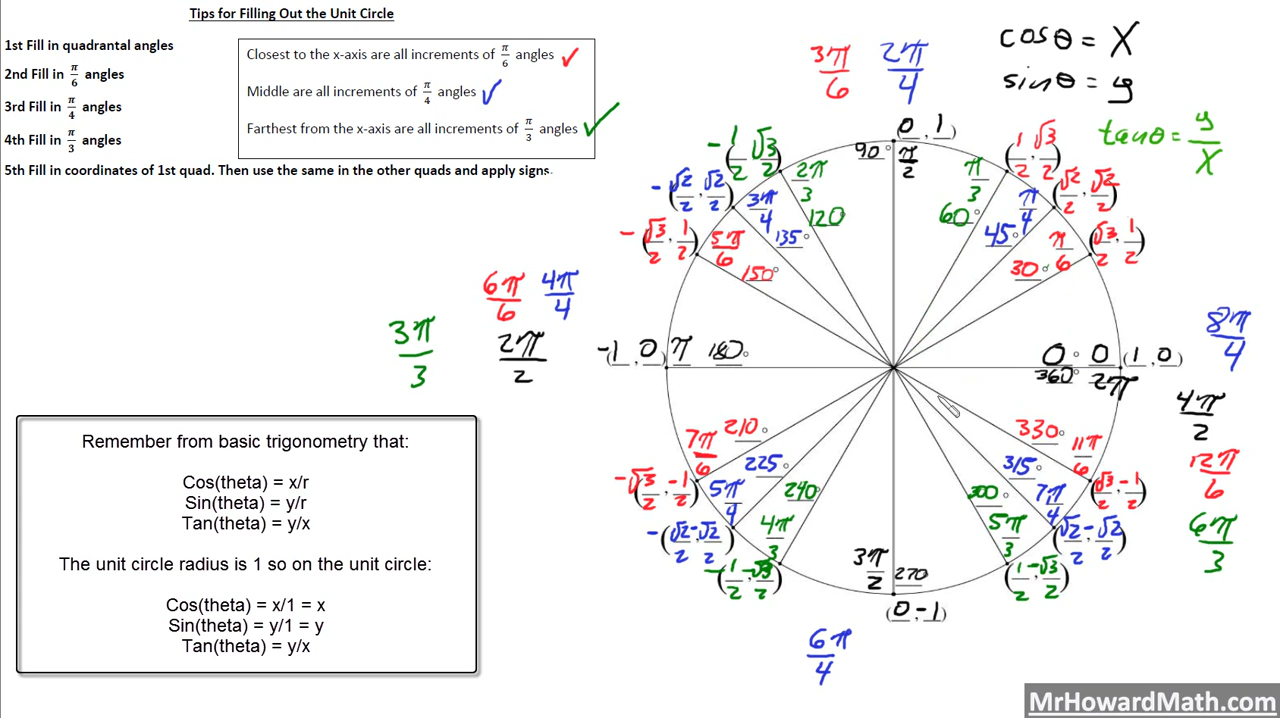 Tips for Filling Out the Unit Circle
1st Fill in quadrantal angles
2nd Fill in π/6 angles
3rd Fill in π/4 angles
4th Fill in π/3 angles
5th Fill in coordinates of 1st quad. Then use the same in the other quads and apply signs.
Closest to the x-axis are all increments of π/6 angles ✓
Middle are all increments of π/4 angles ✓
Farthest from the x-axis are all increments of π/3 angles ✓
cosθ = x
sinθ = y
tanθ = y/x
3π/6 2π/4
(0, 1)
90° π/2
-(1/2, √3/2) 2π/3 120°
-(√2/2, √2/2) 3π/4 135°
-(√3/2, 1/2) 5π/6 150°
π/3 60° (1/2, √3/2)
π/4 45° (√2/2, √2/2)
π/6 30° (√3/2, 1/2)
6π/6 4π/4
3π/3 2π/2
(-1, 0) π 180°
0° 0 (1, 0)
360° 2π
8π/4
4π/2
12π/6
6π/3
7π/6 210° (-√3/2, -1/2)
5π/4 225° -(√2/2, -√2/2)
4π/3 240° -(1/2, -√3/2)
330° 11π/6 (√3/2, -1/2)
315° 7π/4 (√2/2, -√2/2)
300° 5π/3 (1/2, -√3/2)
3π/2 270°
(0, -1)
6π/4
Remember from basic trigonometry that:
Cos(theta) = x/r
Sin(theta) = y/r
Tan(theta) = y/x
The unit circle radius is 1 so on the unit circle:
Cos(theta) = x/1 = x
Sin(theta) = y/1 = y
Tan(theta) = y/x
MrHowardMath.com